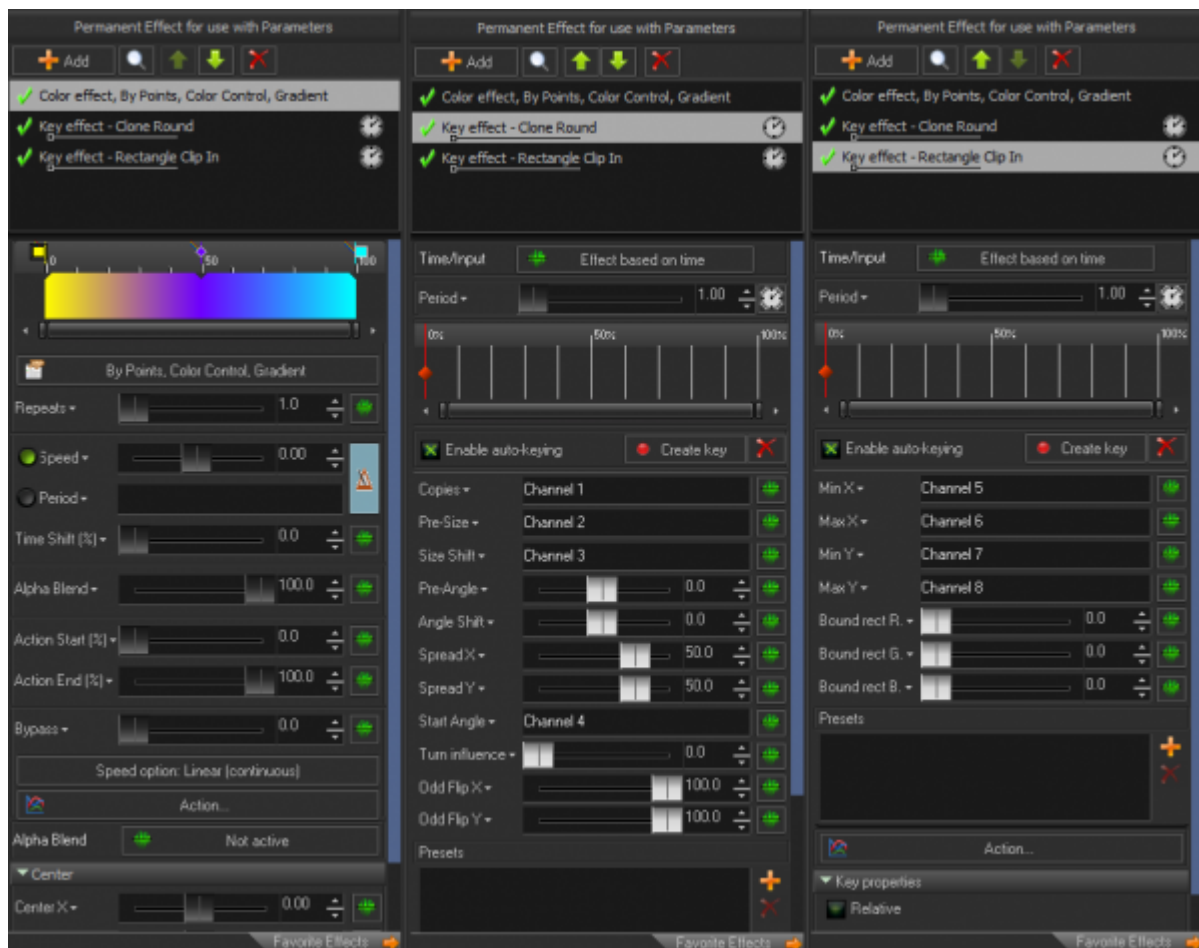 Permanent Effect for use with Parameters
Add
Color effect, By Points, Color Control, Gradient
Key effect - Clone Round
Key effect - Rectangle Clip In
0
50
100
By Points, Color Control, Gradient
Repeats 1.0
Speed 0.00
Period
Time Shift (%) 0.0
Alpha Blend 100.0
Action Start (%) 0.0
Action End (%) 100.0
Bypass 0.0
Speed option: Linear (continuous)
Action...
Alpha Blend Not active
Center
Center X 0.00
Favorite Effects
Permanent Effect for use with Parameters
Add
Color effect, By Points, Color Control, Gradient
Key effect - Clone Round
Key effect - Rectangle Clip In
Time/Input Effect based on time
Period 1.00
0% 50% 100%
Enable auto-keying Create key
Copies Channel 1
Pre-Size Channel 2
Size Shift Channel 3
Pre-Angle 0.0
Angle Shift 0.0
Spread X 50.0
Spread Y 50.0
Start Angle Channel 4
Turn influence 0.0
Odd Flip X 100.0
Odd Flip Y 100.0
Presets
Favorite Effects
Permanent Effect for use with Parameters
Add
Color effect, By Points, Color Control, Gradient
Key effect - Clone Round
Key effect - Rectangle Clip In
Time/Input Effect based on time
Period 1.00
0% 50% 100%
Enable auto-keying Create key
Min X Channel 5
Max X Channel 6
Min Y Channel 7
Max Y Channel 8
Bound rect R. 0.0
Bound rect G. 0.0
Bound rect B. 0.0
Presets
Action...
Key properties
Relative
Favorite Effects